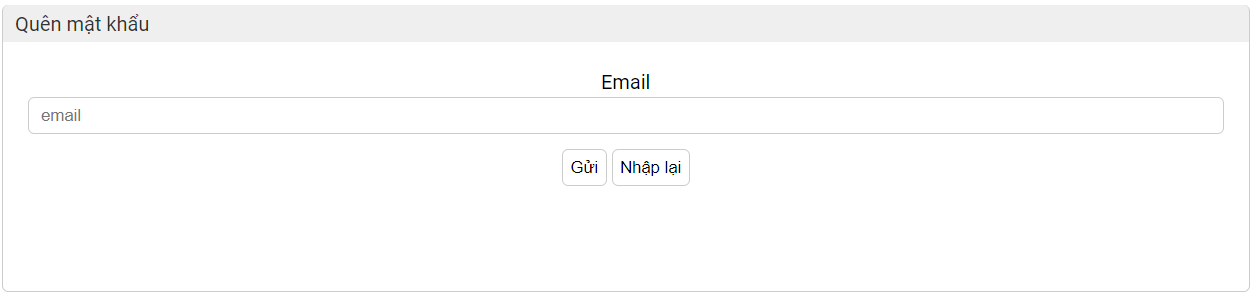 Quên mật khẩu
Email
email
Gửi Nhập lại